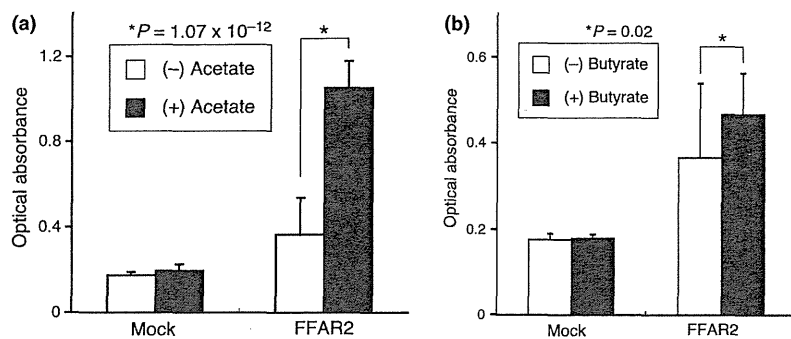 (a)
*P = 1.07 x 10⁻¹²
*
(–) Acetate
(+) Acetate
Optical absorbance
1.2
0.8
0.4
0
Mock
FFAR2
(b)
*P = 0.02
*
(–) Butyrate
(+) Butyrate
Optical absorbance
0.6
0.4
0.2
0
Mock
FFAR2